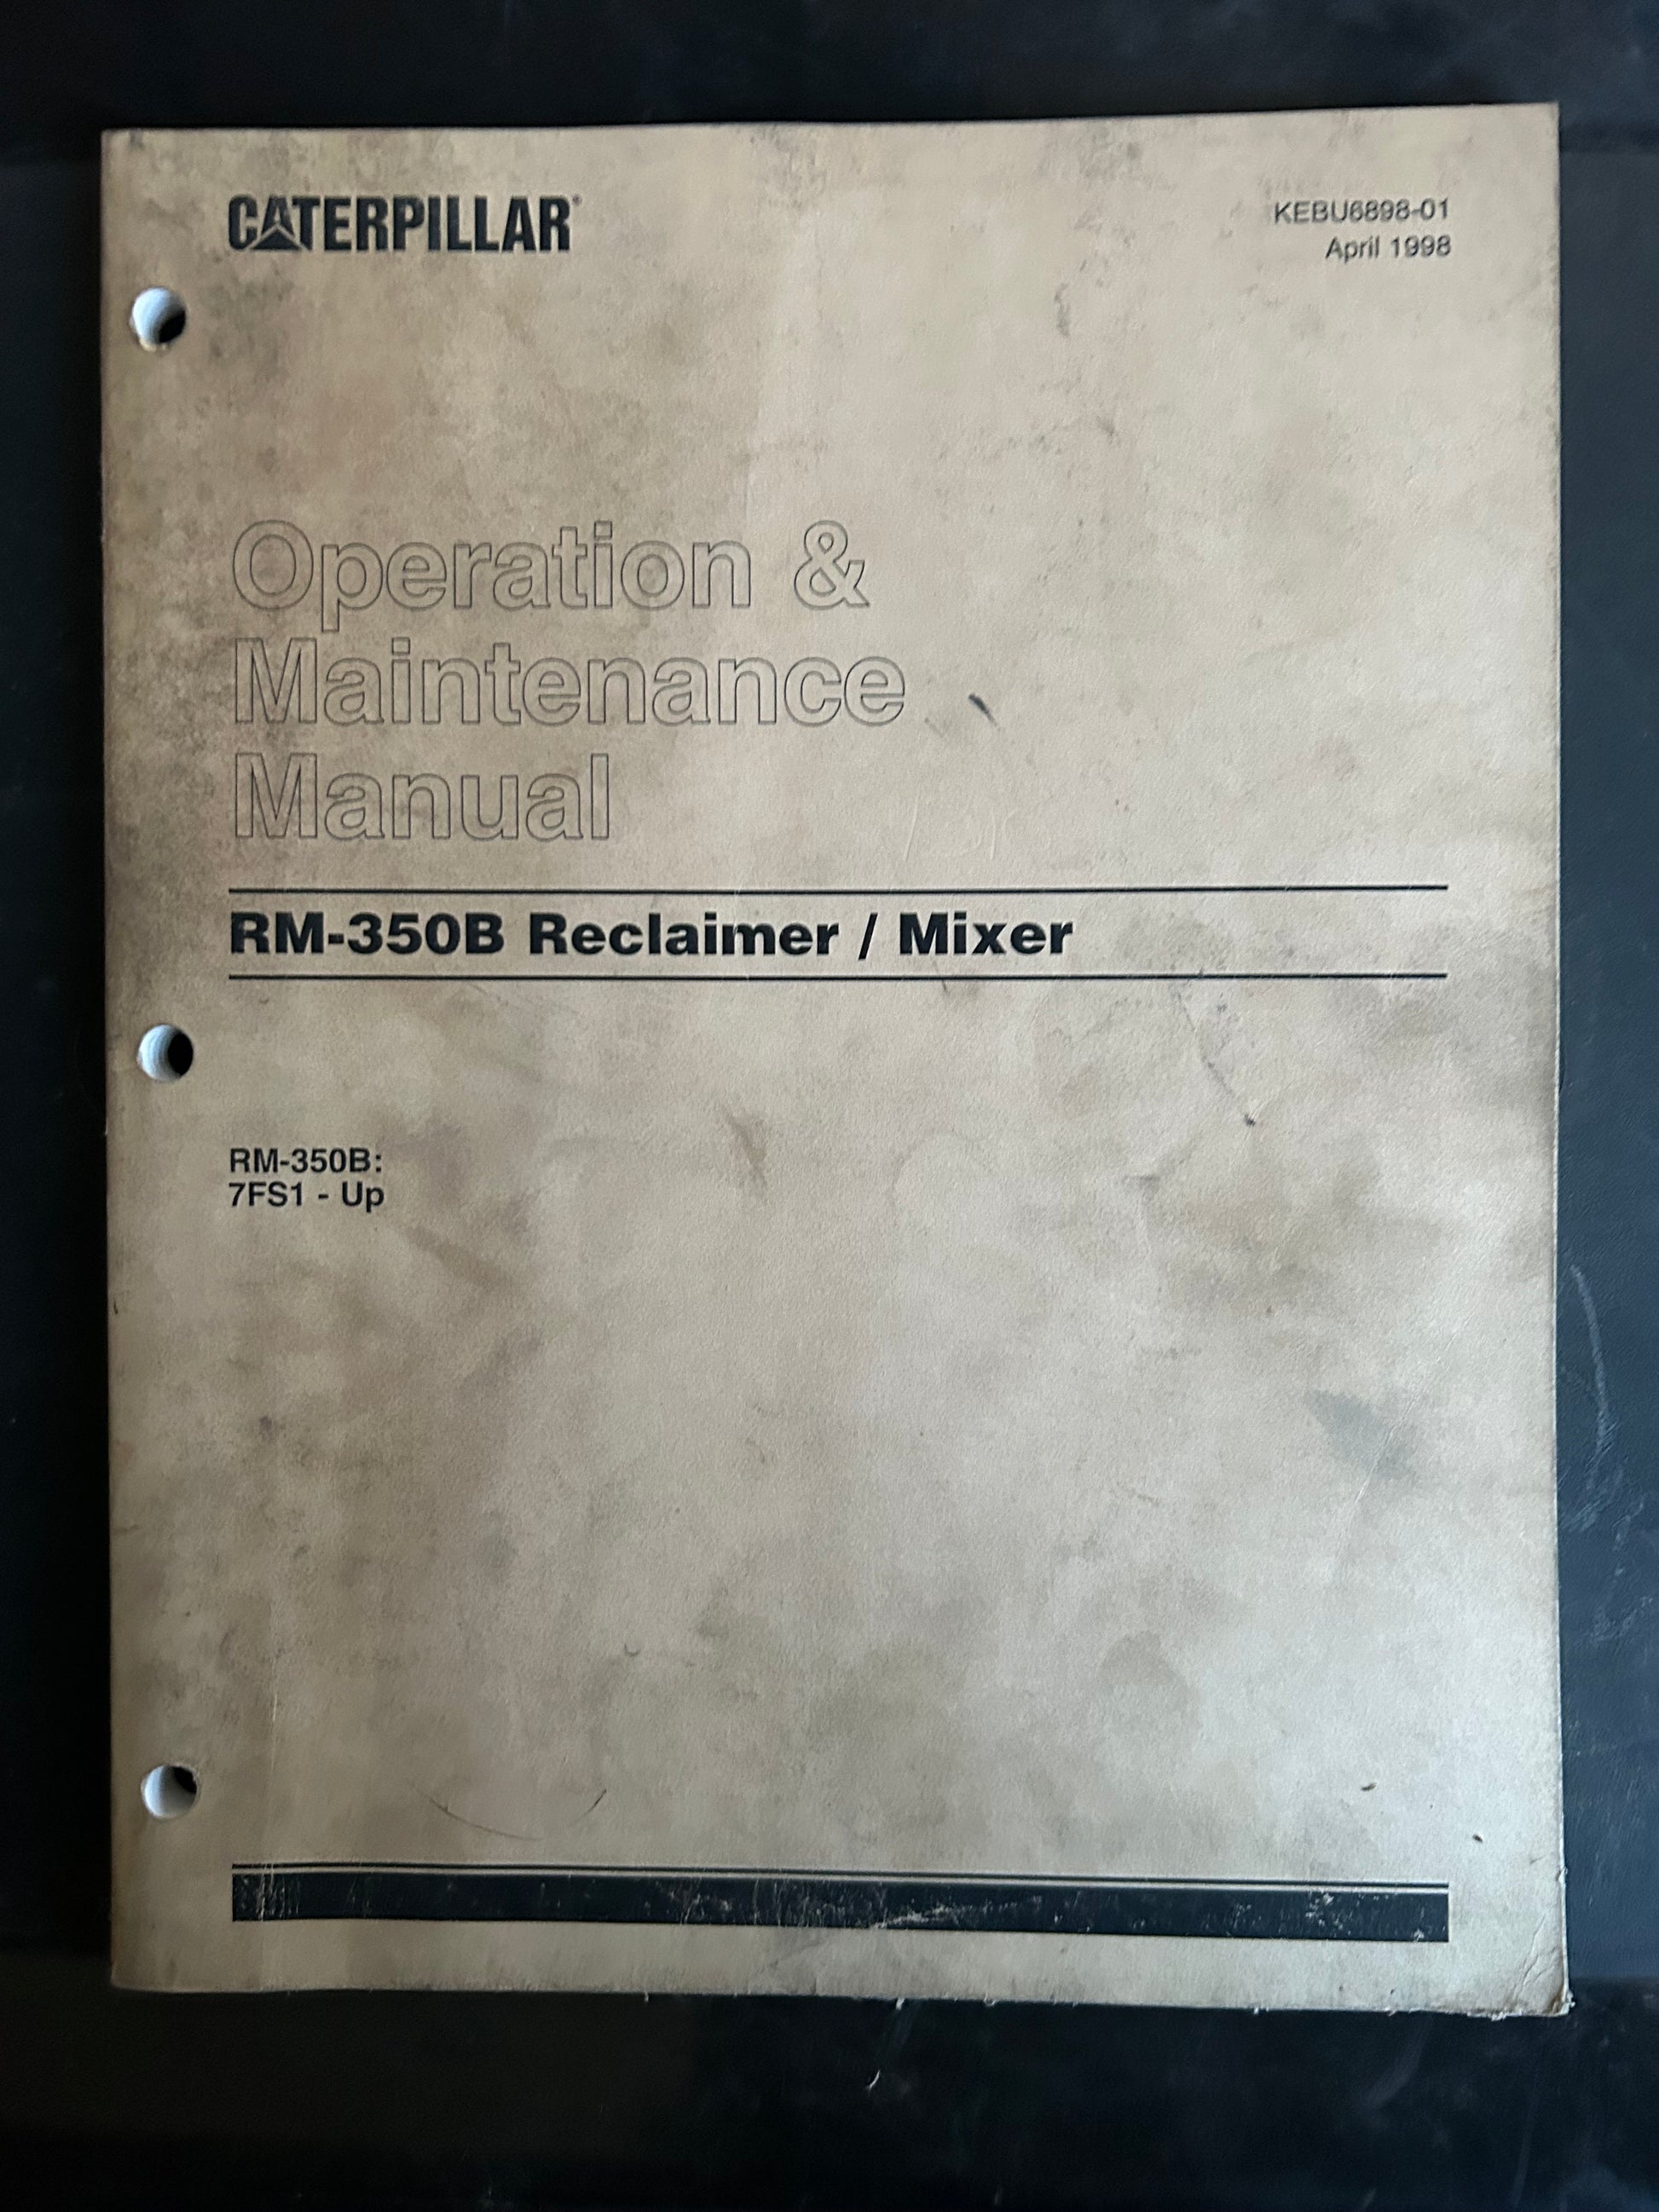 CATERPILLAR®
KEBU6898-01
April 1998
Operation &
Maintenance
Manual
RM-350B Reclaimer / Mixer
RM-350B:
7FS1 - Up